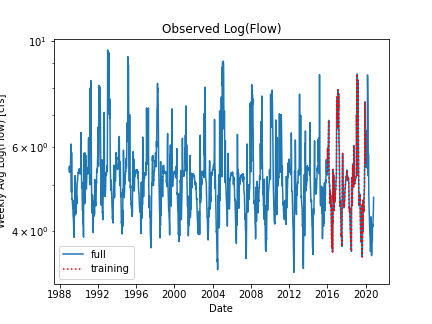 Observed Log(Flow)
Avg Log(Flow) [cfs]
10¹
6 × 10⁰
4 × 10⁰
full
training
1988 1992 1996 2000 2004 2008 2012 2016 2020
Date